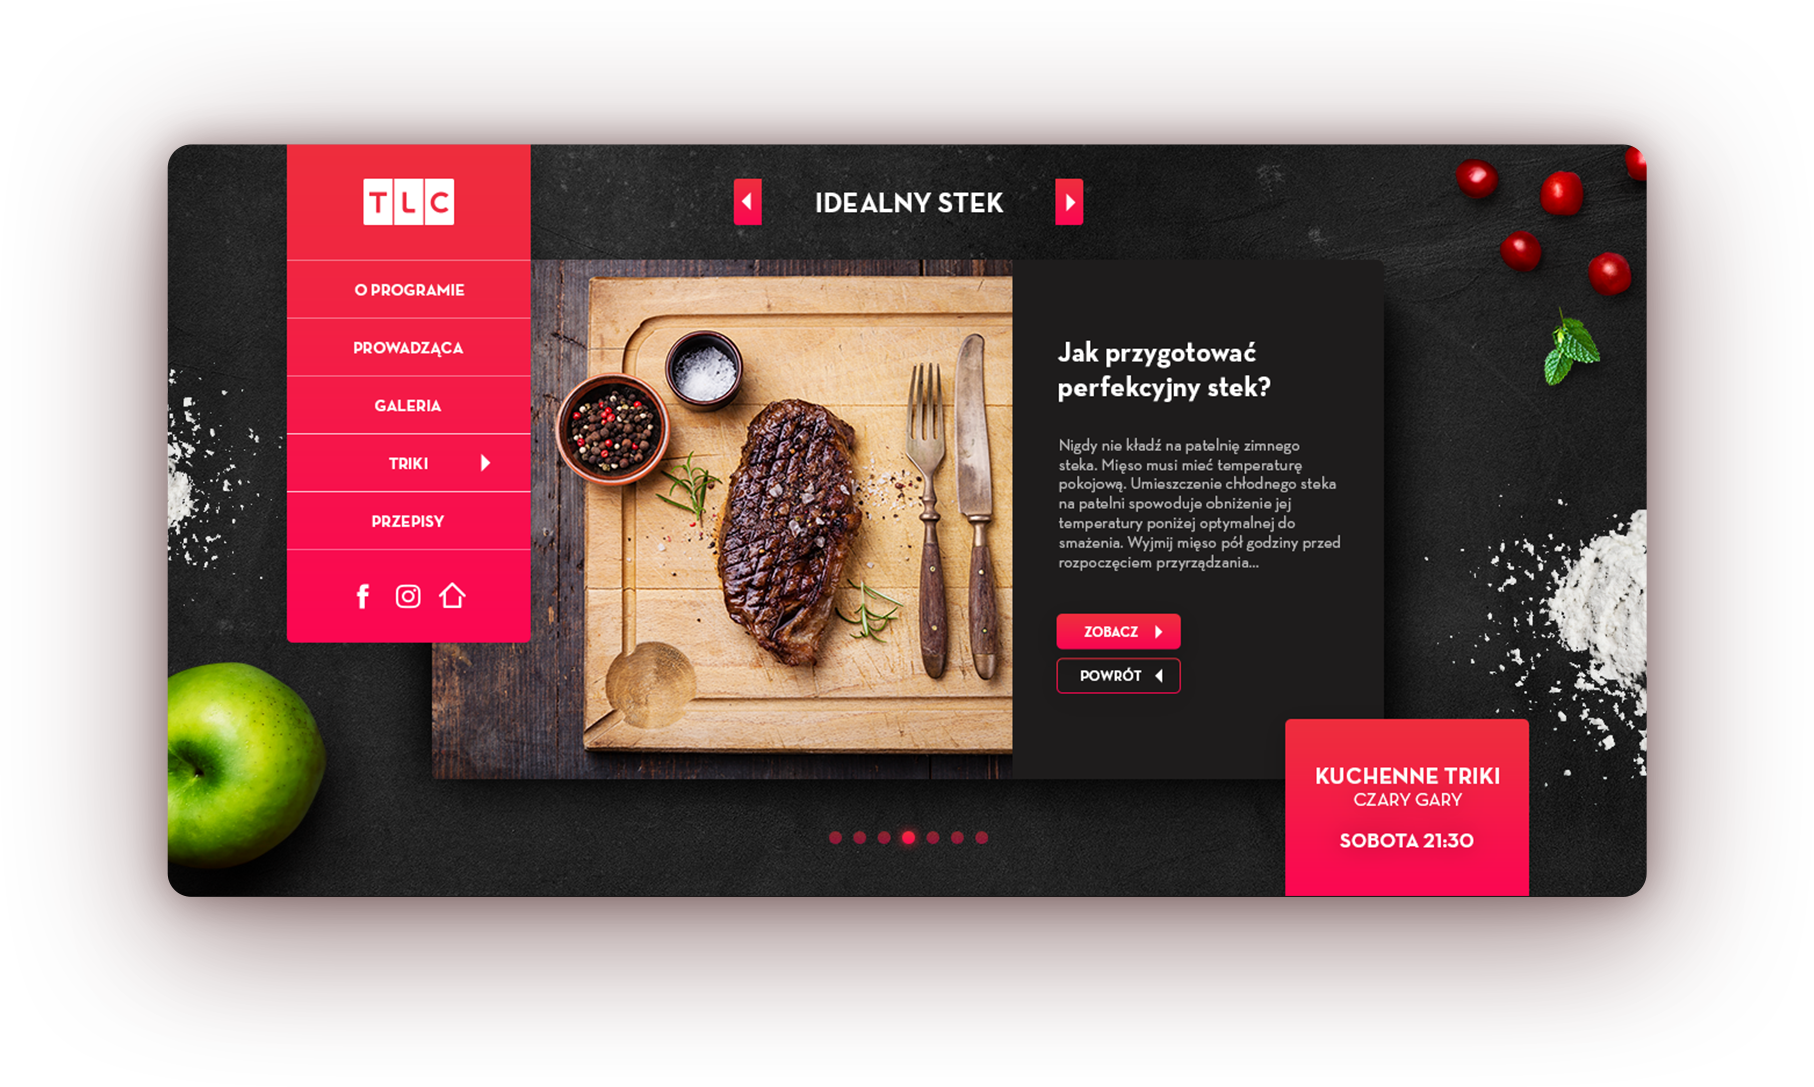 TLC
O PROGRAMIE
PROWADZĄCA
GALERIA
TRIKI
PRZEPISY
IDEALNY STEK
Jak przygotować
perfekcyjny stek?
Nigdy nie kładź na patelnię zimnego
steka. Mięso musi mieć temperaturę
pokojową. Umieszczenie chłodnego steka
na patelni spowoduje obniżenie jej
temperatury poniżej optymalnej do
smażenia. Wyjmij mięso pół godziny przed
rozpoczęciem przyrządzania...
ZOBACZ
POWRÓT
KUCHENNE TRIKI
CZARY GARY
SOBOTA 21:30